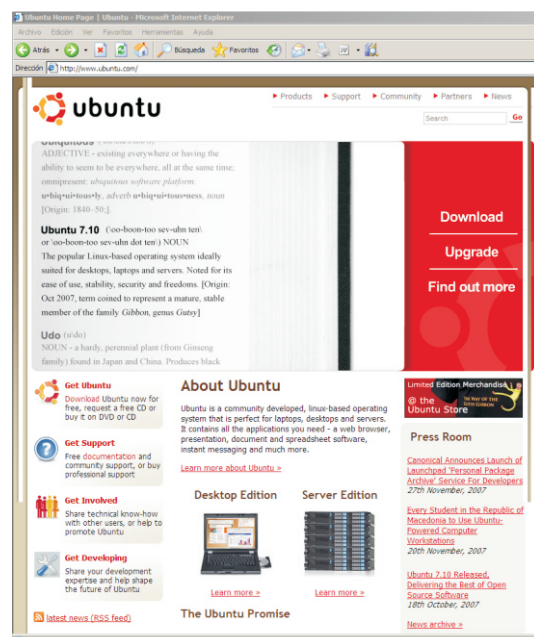 Ubuntu Home Page | Ubuntu - Microsoft Internet Explorer
Archivo Edición Ver Favoritos Herramientas Ayuda
Atrás Búsqueda Favoritos
Dirección http://www.ubuntu.com/
ubuntu
Products Support Community Partners News
Search Go
ADJECTIVE - existing everywhere or having the
ability to seem to be everywhere, all at the same time;
omnipresent: ubiquitous software platform.
u•biq•ui•tous•ly, adverb u•biq•ui•tous•ness, noun
[Origin: 1840–50;].
Ubuntu 7.10 (\oo-boon-too sev-uhn ten\
or \oo-boon-too sev-uhn dot ten\) NOUN
The popular Linux-based operating system ideally
suited for desktops, laptops and servers. Noted for its
ease of use, stability, security and freedoms. [Origin:
Oct 2007, term coined to represent a mature, stable
member of the family Gibbon, genus Gutsy]
Udo (u\do)
NOUN - a hardy, perennial plant (from Ginseng
family) found in Japan and China. Produces black
Download
Upgrade
Find out more
Get Ubuntu
Download Ubuntu now for
free, request a free CD or
buy it on DVD or CD
Get Support
Free documentation and
community support, or buy
professional support
Get Involved
Share technical know-how
with other users, or help to
promote Ubuntu
Get Developing
Share your development
expertise and help shape
the future of Ubuntu
latest news (RSS feed)
About Ubuntu
Ubuntu is a community developed, linux-based operating
system that is perfect for laptops, desktops and servers.
It contains all the applications you need - a web browser,
presentation, document and spreadsheet software,
instant messaging and much more.
Learn more about Ubuntu »
Desktop Edition Server Edition
Learn more » Learn more »
The Ubuntu Promise
Limited Edition Merchandise
@ the
Ubuntu Store
THE WAY OF THE
GUTSY GIBBON
Press Room
Canonical Announces Launch of
Launchpad 'Personal Package
Archive' Service For Developers
27th November, 2007
Every Student in the Republic of
Macedonia to Use Ubuntu-
Powered Computer
Workstations
20th November, 2007
Ubuntu 7.10 Released,
Delivering the Best of Open
Source Software
18th October, 2007
News archive »